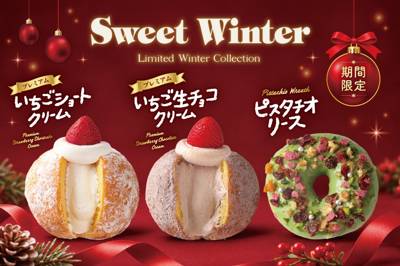 Sweet Winter
Limited Winter Collection
期間
限定
プレミアム
いちごショート
クリーム
Premium
Strawberry Shortcake
Cream
プレミアム
いちご生チョコ
クリーム
Premium
Strawberry Chocolate
Cream
Pistachio Wreath
ピスタチオ
リース